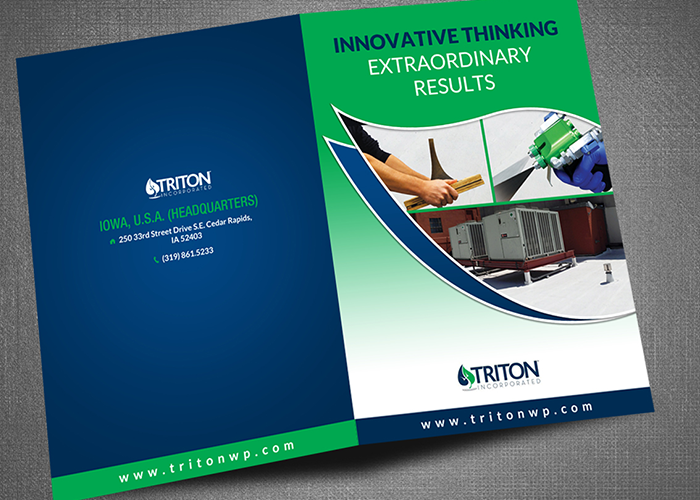 TRITON
INCORPORATED
IOWA, U.S.A. (HEADQUARTERS)
250 33rd Street Drive S.E. Cedar Rapids,
IA 52403
(319) 861.5233
www.tritonwp.com
INNOVATIVE THINKING
EXTRAORDINARY
RESULTS
TRITON
INCORPORATED
www.tritonwp.com